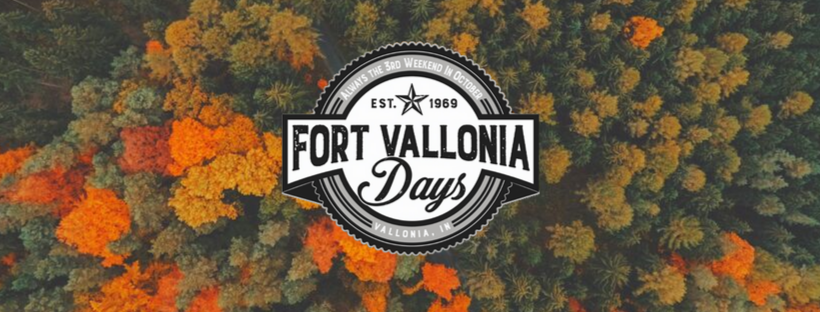 Always the 3rd Weekend In October
EST. 1969
FORT VALLONIA
Days
VALLONIA, IN